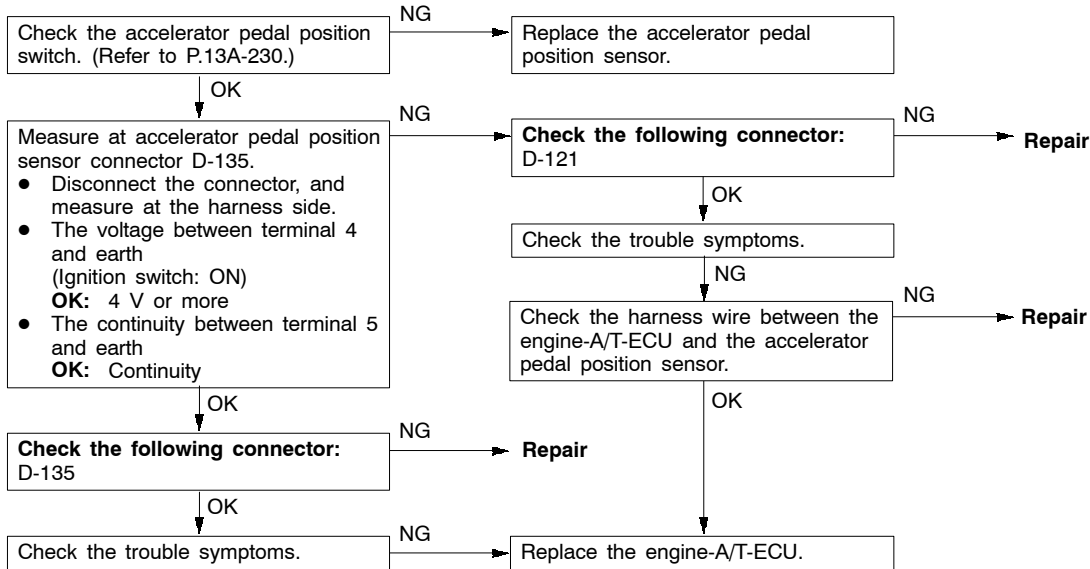 Check the accelerator pedal position
switch. (Refer to P.13A-230.)
NG
Replace the accelerator pedal
position sensor.
OK
Measure at accelerator pedal position
sensor connector D-135.
● Disconnect the connector, and
measure at the harness side.
● The voltage between terminal 4
and earth
(Ignition switch: ON)
OK: 4 V or more
● The continuity between terminal 5
and earth
OK: Continuity
NG
Check the following connector:
D-121
NG
Repair
OK
Check the trouble symptoms.
NG
Check the harness wire between the
engine-A/T-ECU and the accelerator
pedal position sensor.
NG
Repair
OK
OK
Check the following connector:
D-135
NG
Repair
OK
Check the trouble symptoms.
NG
Replace the engine-A/T-ECU.